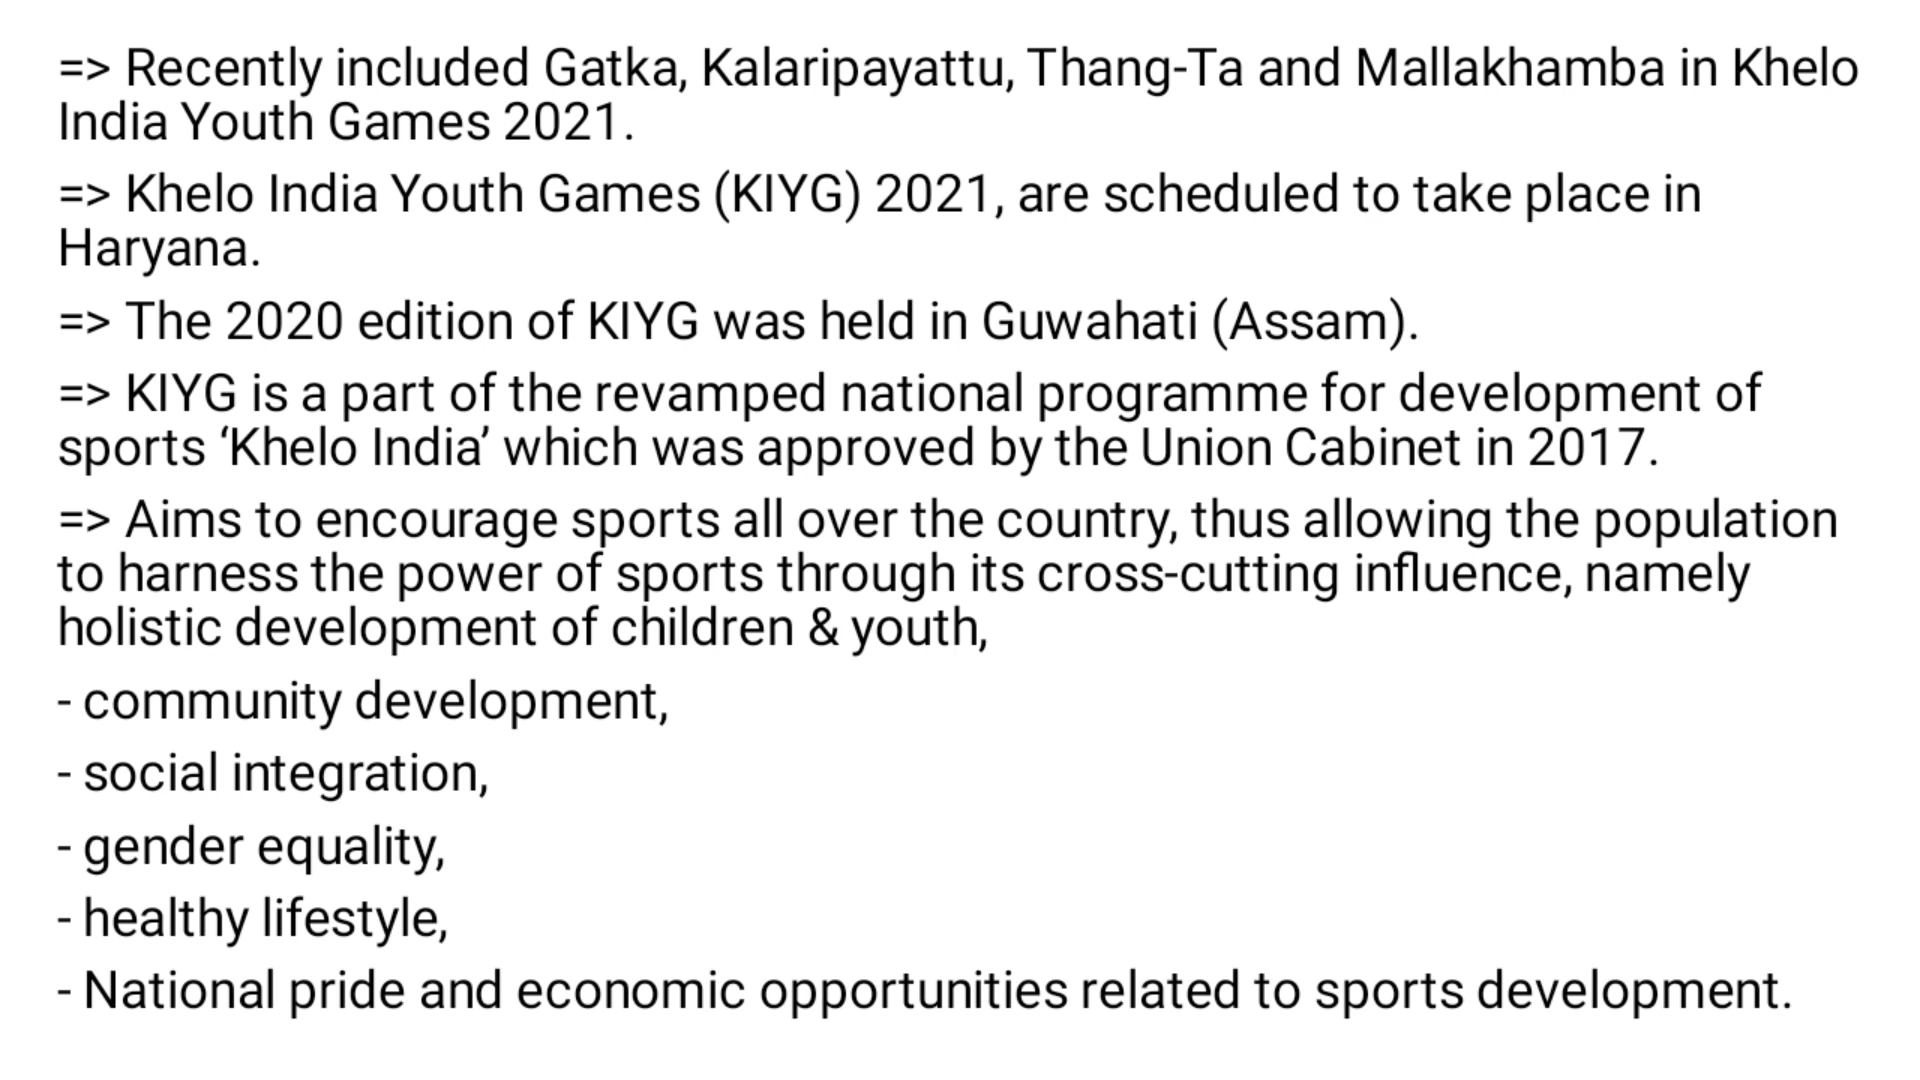 => Recently included Gatka, Kalaripayattu, Thang-Ta and Mallakhamba in Khelo
India Youth Games 2021.
=> Khelo India Youth Games (KIYG) 2021, are scheduled to take place in
Haryana.
=> The 2020 edition of KIYG was held in Guwahati (Assam).
=> KIYG is a part of the revamped national programme for development of
sports ‘Khelo India’ which was approved by the Union Cabinet in 2017.
=> Aims to encourage sports all over the country, thus allowing the population
to harness the power of sports through its cross-cutting influence, namely
holistic development of children & youth,
- community development,
- social integration,
- gender equality,
- healthy lifestyle,
- National pride and economic opportunities related to sports development.